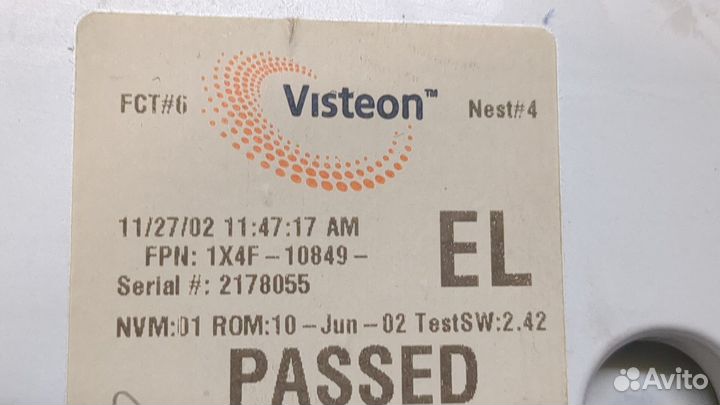 FCT#6
Visteon™
Nest#4
11/27/02 11:47:17 AM
FPN: 1X4F-10849-
EL
Serial #: 2178055
NVM:01 ROM:10-Jun-02 TestSW:2.42
PASSED
Avito